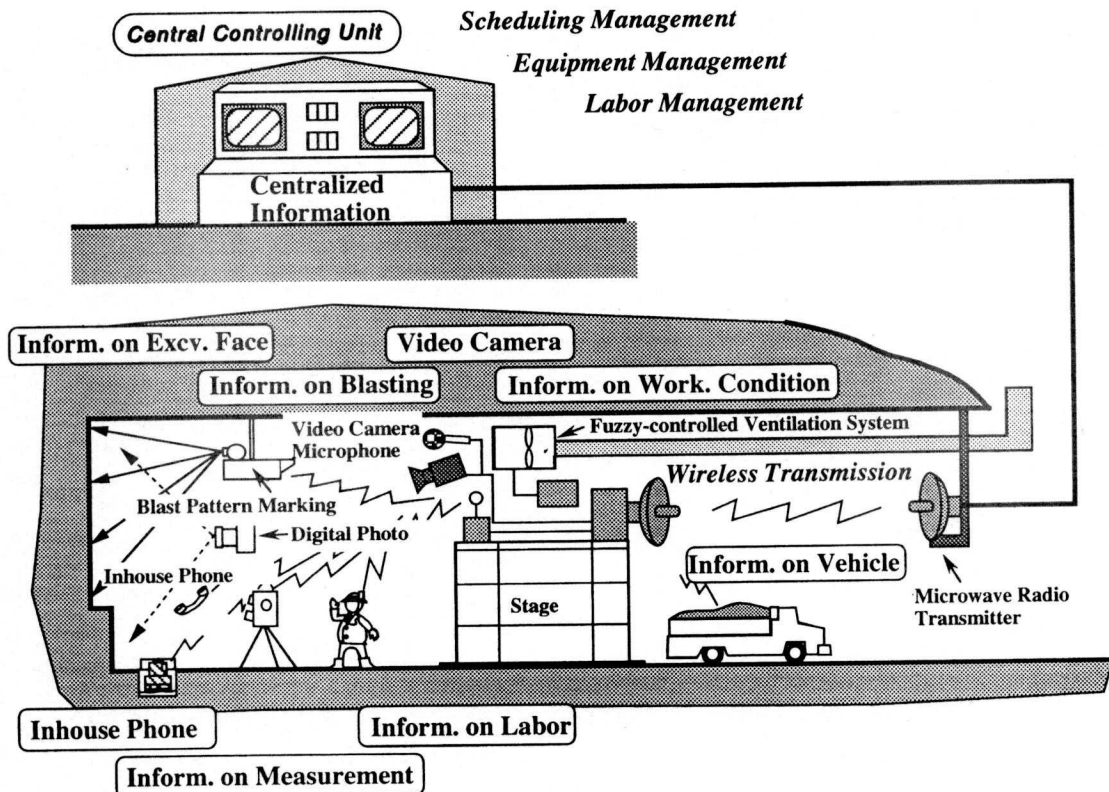 Central Controlling Unit
Scheduling Management
Equipment Management
Labor Management
Centralized
Information
Inform. on Excv. Face
Video Camera
Inform. on Blasting
Inform. on Work. Condition
Video Camera
Microphone
Fuzzy-controlled Ventilation System
Wireless Transmission
Blast Pattern Marking
Digital Photo
Inhouse Phone
Stage
Inform. on Vehicle
Microwave Radio
Transmitter
Inhouse Phone
Inform. on Labor
Inform. on Measurement